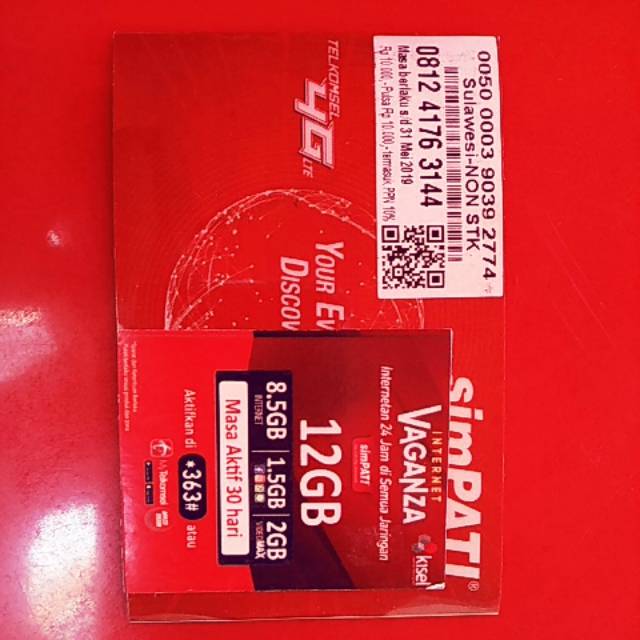 0050 0003 9039 2774
Sulawesi-NON STK
0812 4176 3144
Masa berlaku s/d 31 Mei 2019
Rp 10.000,- Pulsa Rp 10.000,- termasuk PPN 10%
TELKOMSEL
4G
LTE
YOUR EV
DISCOV
simPATI®
INTERNET
VAGANZA
kisel
Internetan 24 Jam di Semua Jaringan
simPATI
12GB
8.5GB 1.5GB 2GB
INTERNET VIDEOMAX
Masa Aktif 30 hari
Aktifkan di *363# atau
My Telkomsel